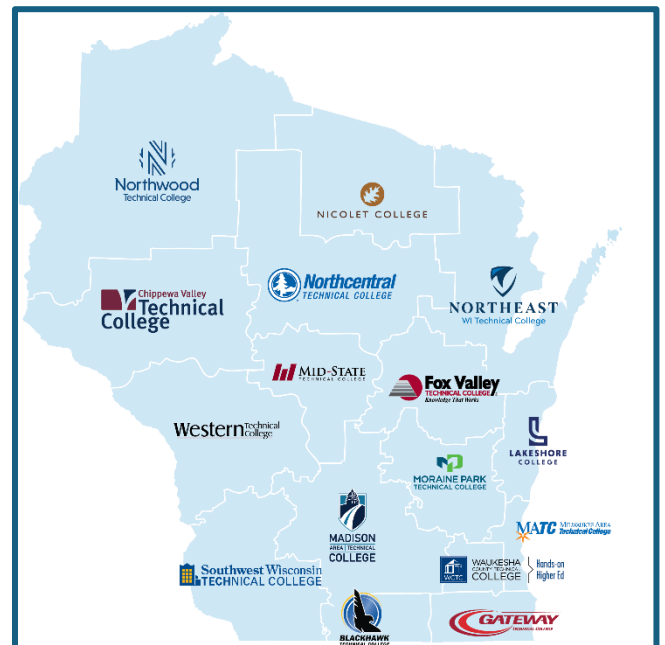 Northwood
Technical College
NICOLET COLLEGE
Northcentral
TECHNICAL COLLEGE
Chippewa Valley
Technical
College
NORTHEAST
WI Technical College
MID-STATE
TECHNICAL COLLEGE
Fox Valley
TECHNICAL COLLEGE
Knowledge That Works
Western Technical
College
LAKESHORE
COLLEGE
MORAINE PARK
TECHNICAL COLLEGE
MADISON
AREA | TECHNICAL
COLLEGE
MATC MILWAUKEE AREA
Technical College
Southwest Wisconsin
TECHNICAL COLLEGE
WCTC
WAUKESHA
COUNTY TECHNICAL
COLLEGE
Hands-on
Higher Ed
BLACKHAWK
TECHNICAL COLLEGE
GATEWAY
TECHNICAL COLLEGE